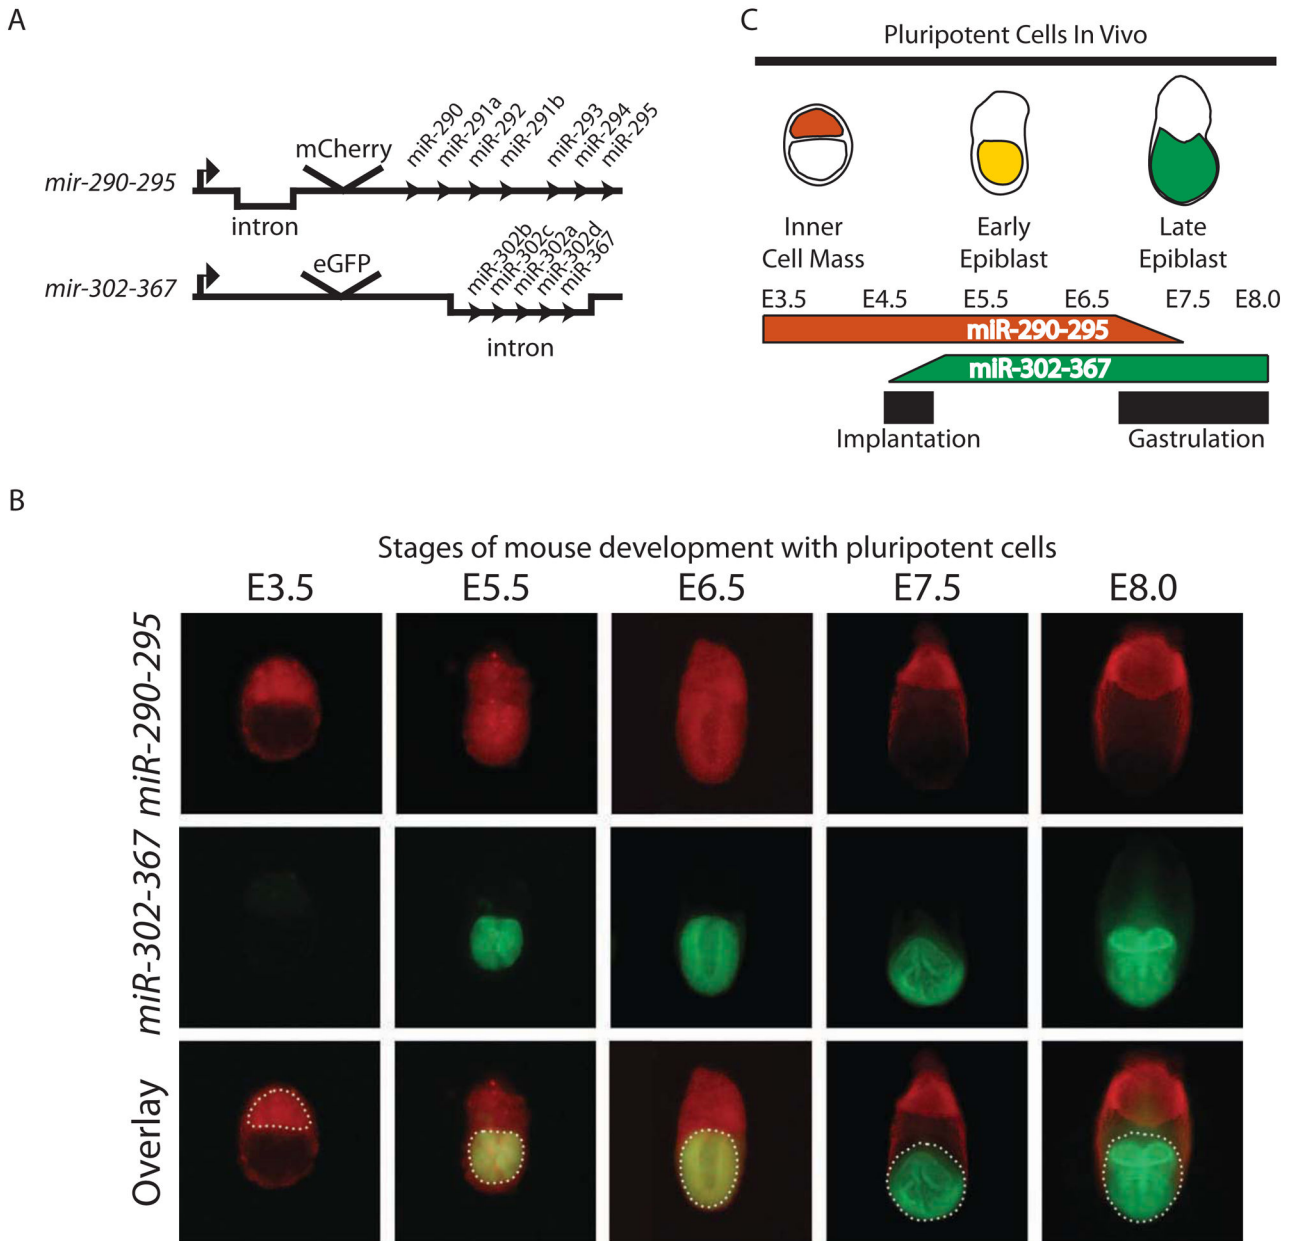 A
mir-290-295
mCherry
miR-290
miR-291a
miR-292
miR-291b
miR-293
miR-294
miR-295
intron
mir-302-367
eGFP
miR-302b
miR-302c
miR-302a
miR-302d
miR-367
intron
C
Pluripotent Cells In Vivo
Inner
Cell Mass
Early
Epiblast
Late
Epiblast
E3.5 E4.5 E5.5 E6.5 E7.5 E8.0
miR-290-295
miR-302-367
Implantation
Gastrulation
B
Stages of mouse development with pluripotent cells
E3.5 E5.5 E6.5 E7.5 E8.0
miR-290-295
miR-302-367
Overlay